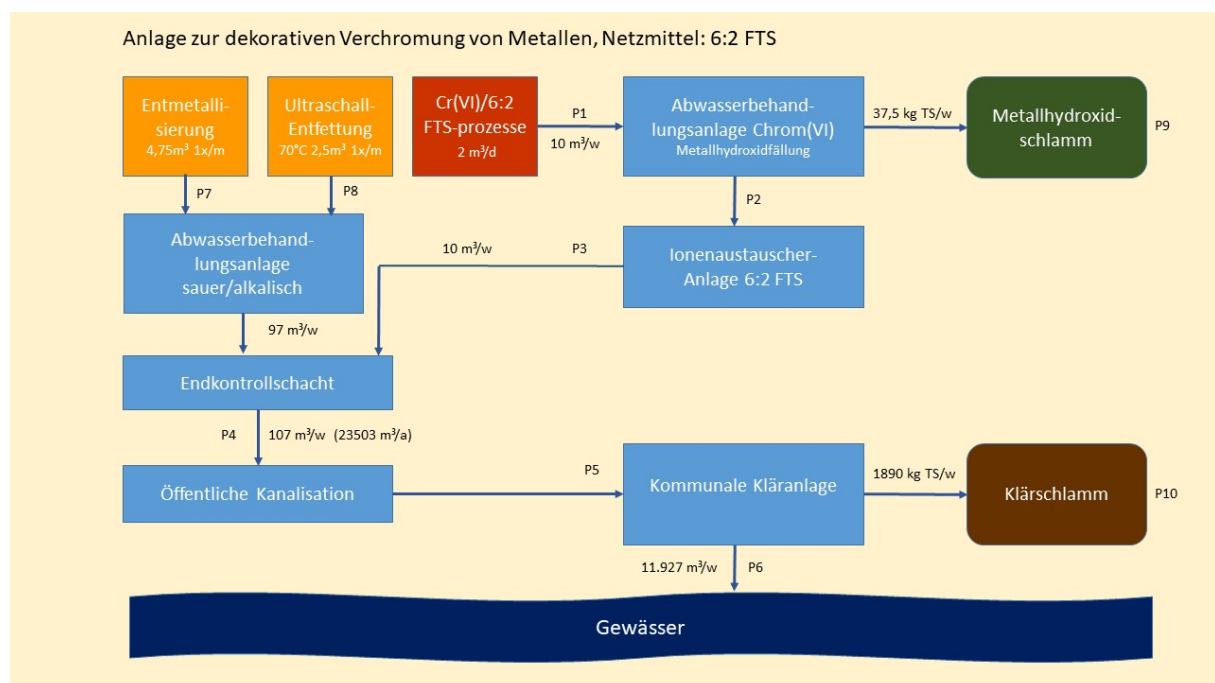 Anlage zur dekorativen Verchromung von Metallen, Netzmittel: 6:2 FTS
Entmetalli-
sierung
4,75m³ 1x/m
Ultraschall-
Entfettung
70°C 2,5m³ 1x/m
Cr(VI)/6:2
FTS-prozesse
2 m³/d
P1
10 m³/w
Abwasserbehand-
lungsanlage Chrom(VI)
Metallhydroxidfällung
37,5 kg TS/w
Metallhydroxid-
schlamm
P9
P7
P8
P2
Abwasserbehand-
lungsanlage
sauer/alkalisch
10 m³/w
P3
Ionenaustauscher-
Anlage 6:2 FTS
97 m³/w
Endkontrollschacht
P4
107 m³/w (23503 m³/a)
Öffentliche Kanalisation
P5
Kommunale Kläranlage
1890 kg TS/w
Klärschlamm
P10
11.927 m³/w
P6
Gewässer